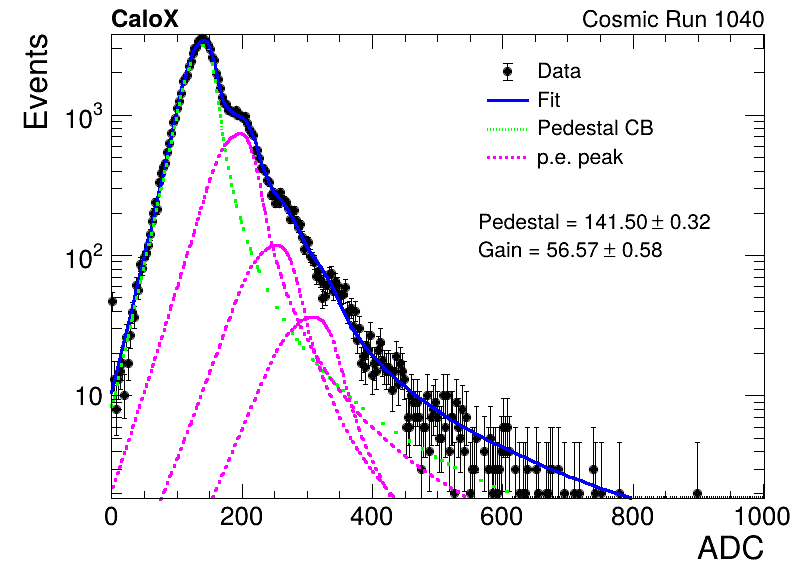 CaloX Cosmic Run 1040
Events
Data
Fit
Pedestal CB
p.e. peak
Pedestal = 141.50 ± 0.32
Gain = 56.57 ± 0.58
10³
10²
10
0 200 400 600 800 1000
ADC